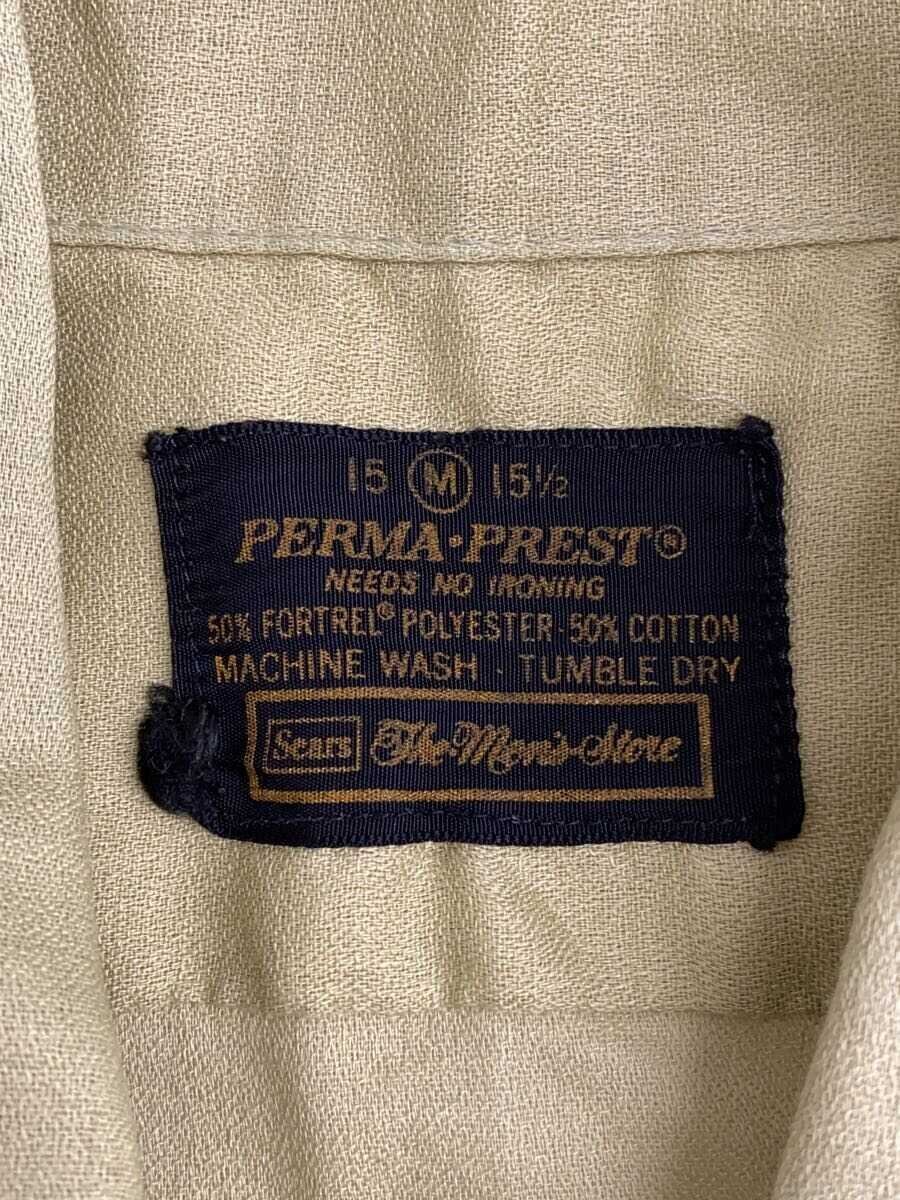 15 M 15½
PERMA·PREST®
NEEDS NO IRONING
50% FORTREL® POLYESTER-50% COTTON
MACHINE WASH · TUMBLE DRY
Sears The Men's Store